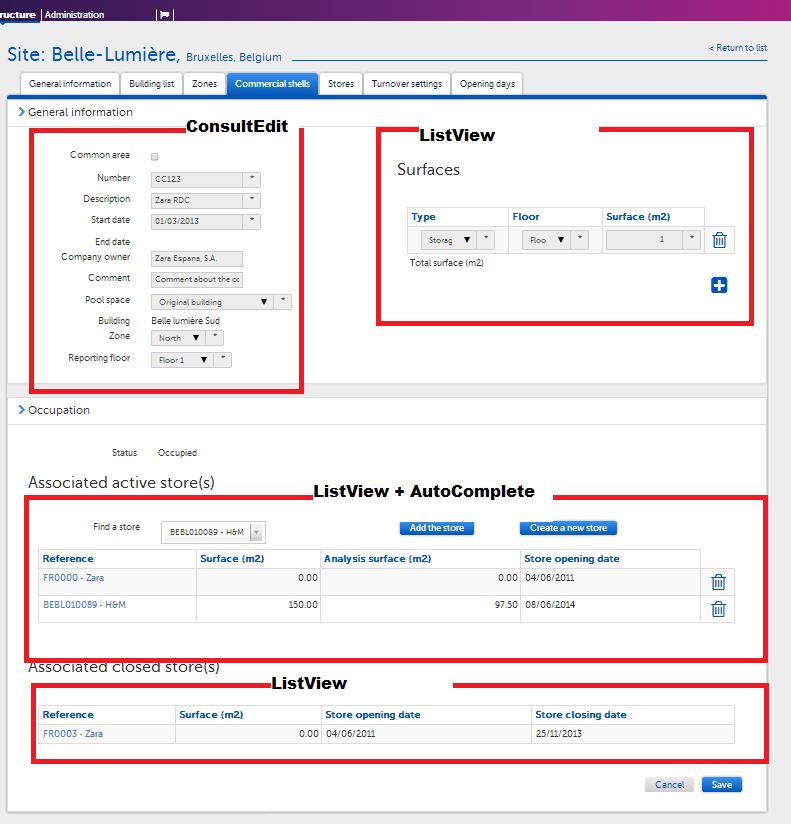 ructure Administration
Site: Belle-Lumière, Bruxelles, Belgium
< Return to list
General information Building list Zones Commercial shells Stores Turnover settings Opening days
General information
ConsultEdit
Common area
Number CC123 *
Description Zara RDC *
Start date 01/03/2013 *
End date
Company owner Zara Espana, S.A.
Comment Comment about the cc
Pool space Original building *
Building Belle lumière Sud
Zone North *
Reporting floor Floor 1 *
ListView
Surfaces
Type Floor Surface (m2)
Storag * Floo * 1 *
Total surface (m2)
Occupation
Status Occupied
Associated active store(s)
ListView + AutoComplete
Find a store BEBL010089 - H&M Add the store Create a new store
Reference Surface (m2) Analysis surface (m2) Store opening date
FR0000 - Zara 0.00 0.00 04/06/2011
BEBL010089 - H&M 150.00 97.50 08/06/2014
Associated closed store(s)
ListView
Reference Surface (m2) Store opening date Store closing date
FR0003 - Zara 0.00 04/06/2011 25/11/2013
Cancel Save